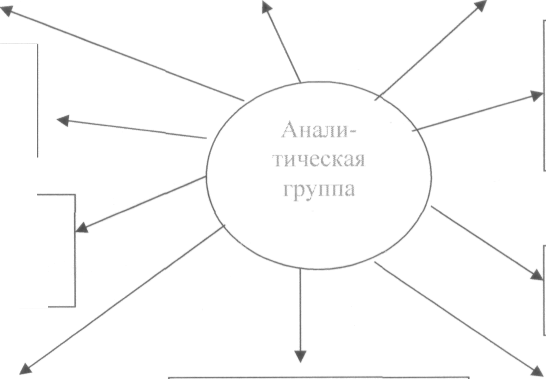 Анали-
тическая
группа